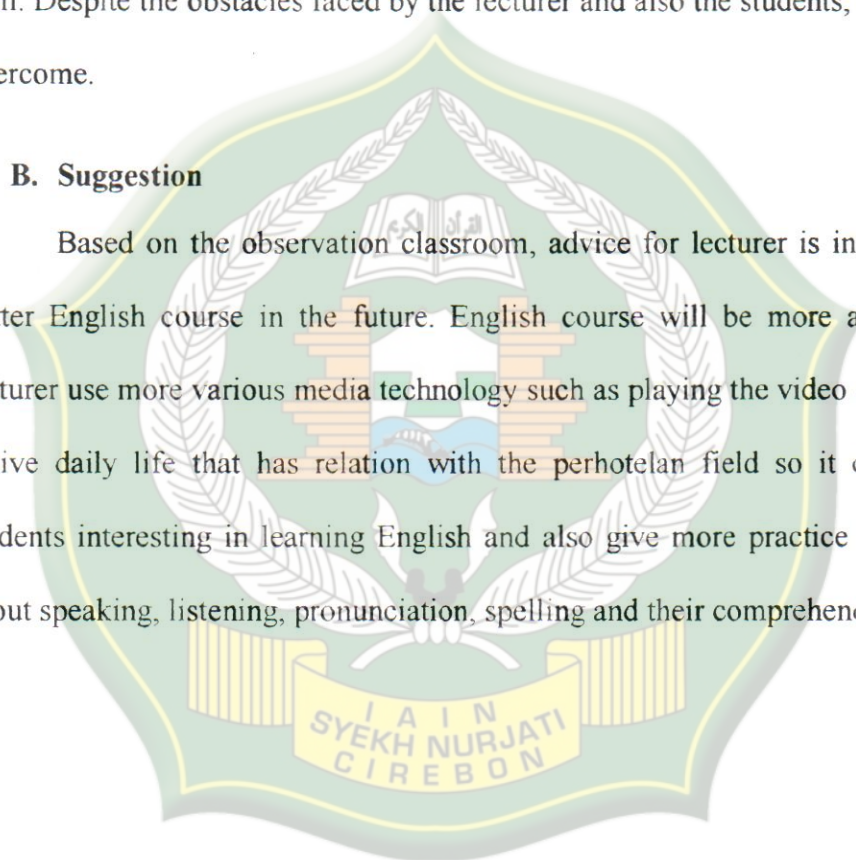 n. Despite the obstacles faced by the lecturer and also the students,
ercome.
B. Suggestion
Based on the observation classroom, advice for lecturer is in
tter English course in the future. English course will be more a
turer use more various media technology such as playing the video
ive daily life that has relation with the perhotelan field so it
dents interesting in learning English and also give more practice
out speaking, listening, pronunciation, spelling and their comprehen
القرآن الكريم
IAIN
SYEKH NURJATI
CIREBON